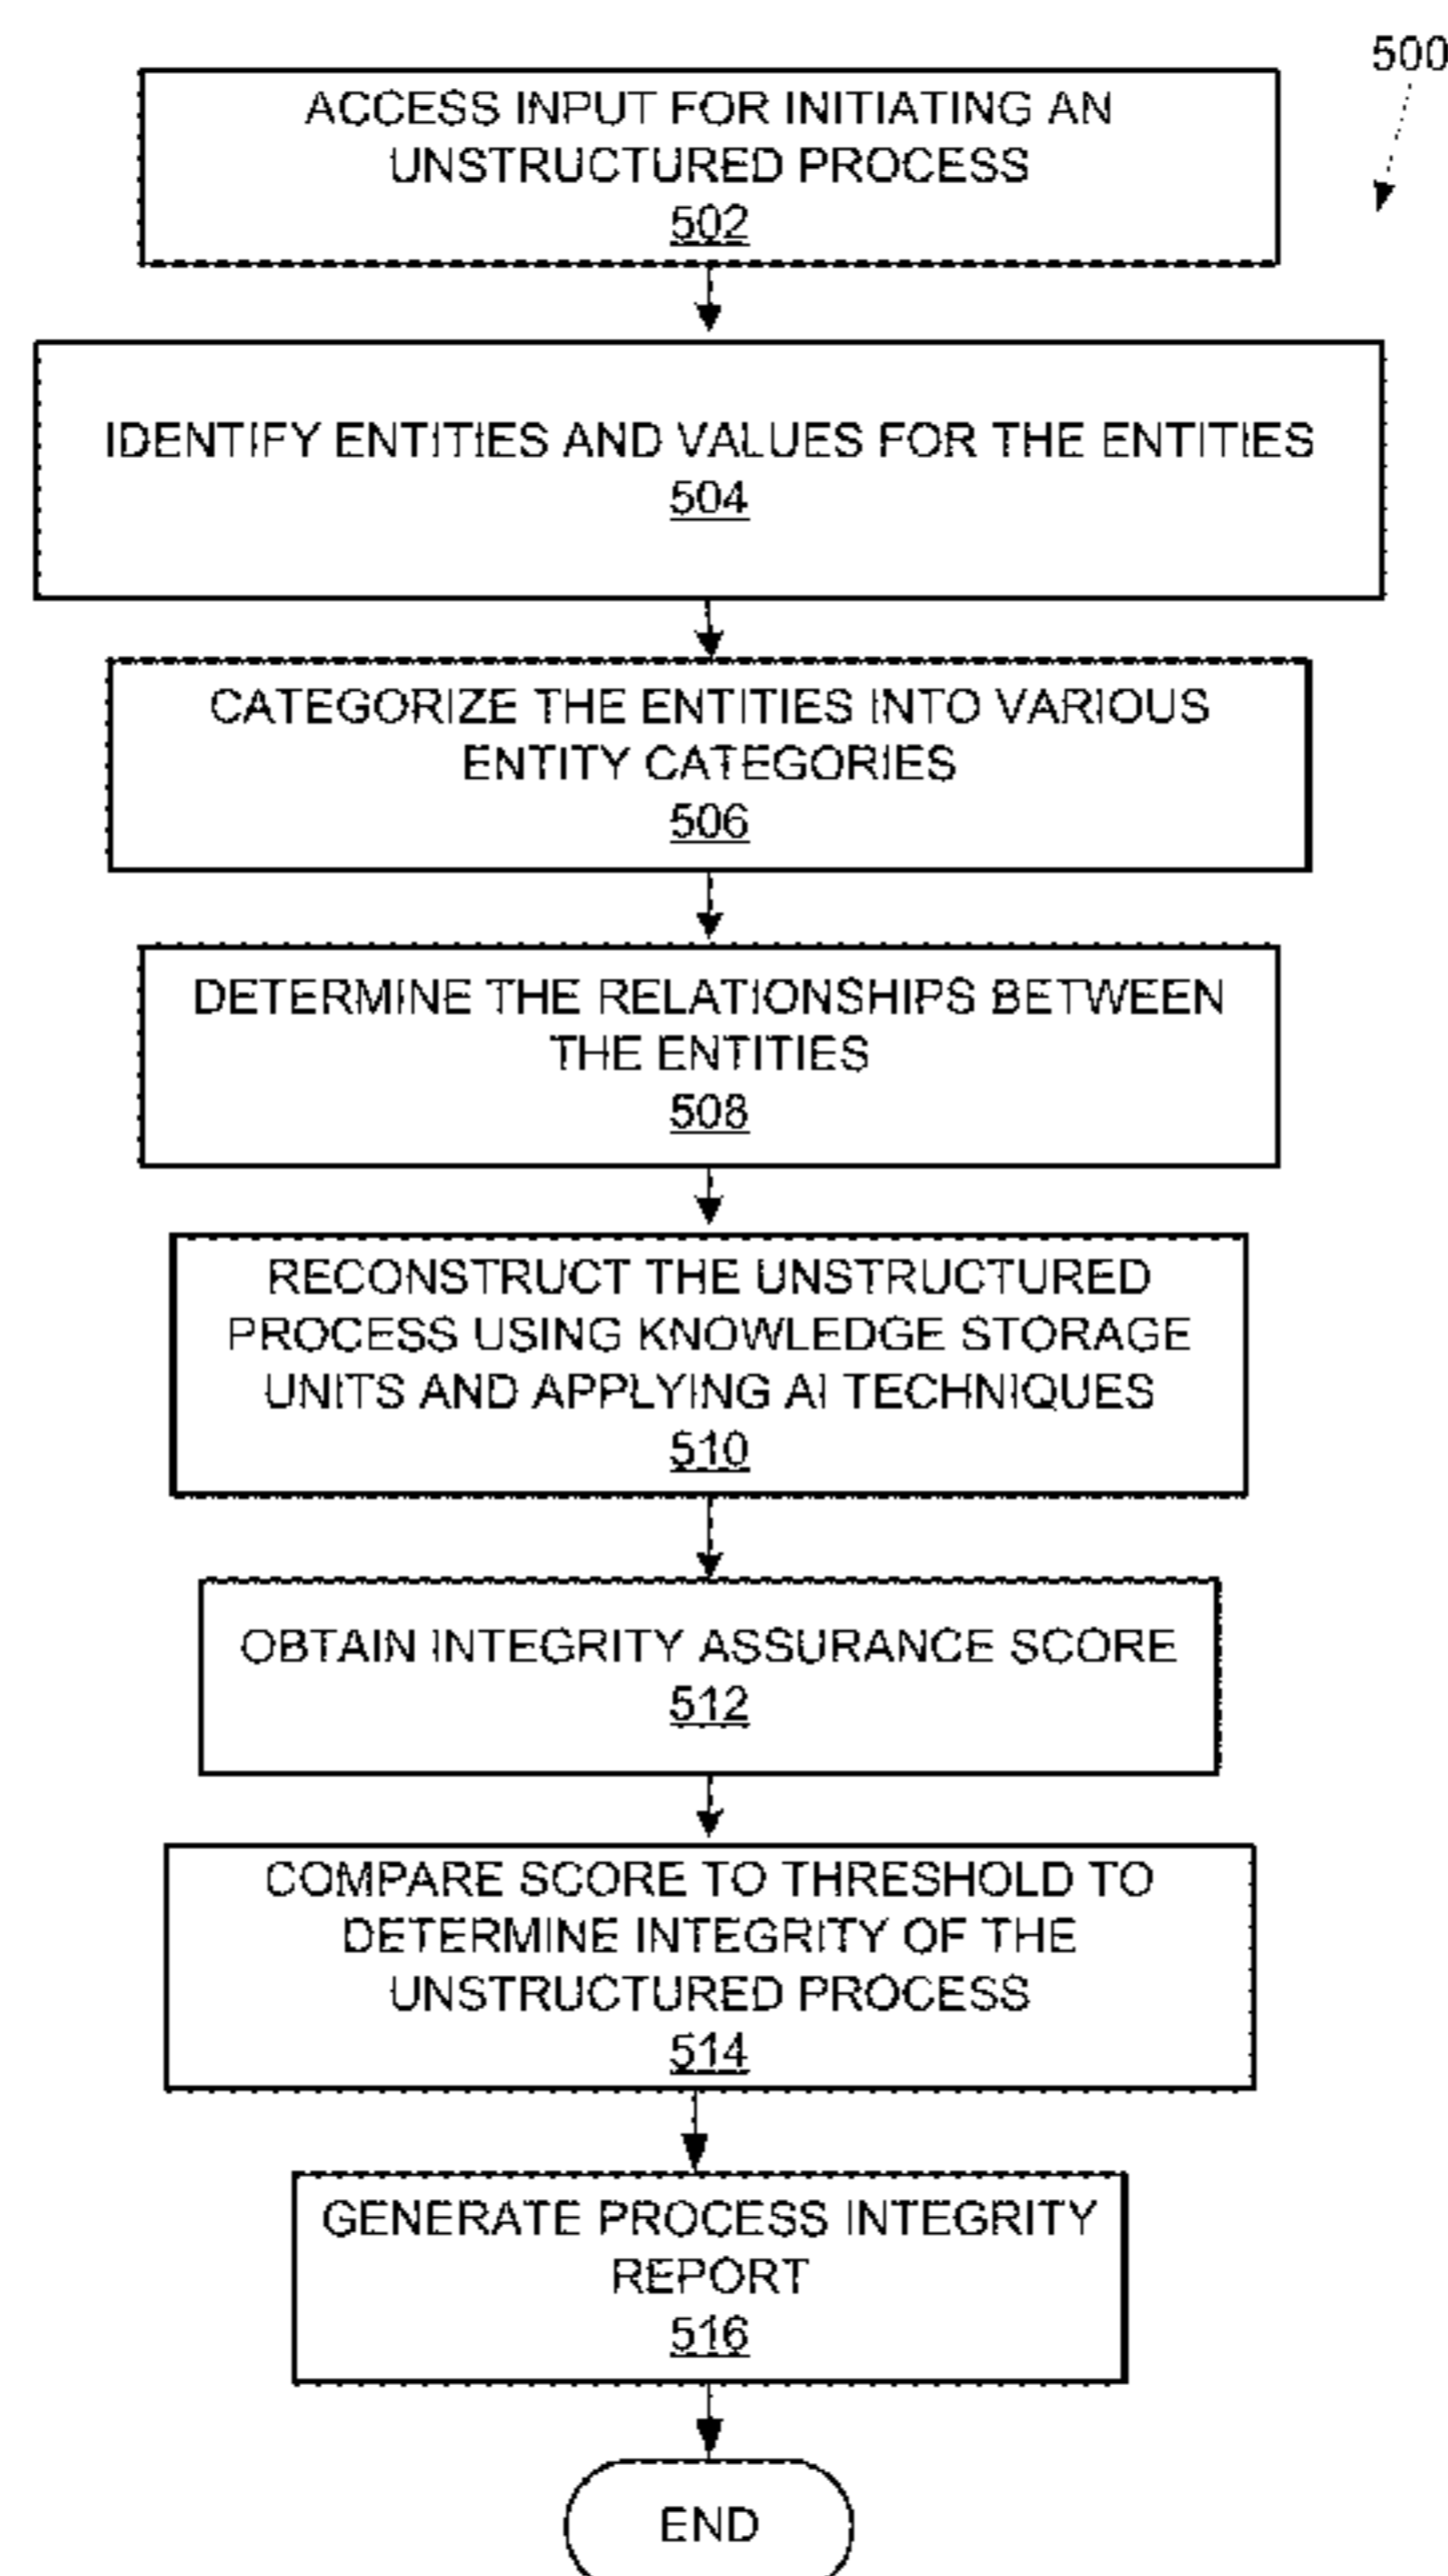 500
ACCESS INPUT FOR INITIATING AN
UNSTRUCTURED PROCESS
502
IDENTIFY ENTITIES AND VALUES FOR THE ENTITIES
504
CATEGORIZE THE ENTITIES INTO VARIOUS
ENTITY CATEGORIES
506
DETERMINE THE RELATIONSHIPS BETWEEN
THE ENTITIES
508
RECONSTRUCT THE UNSTRUCTURED
PROCESS USING KNOWLEDGE STORAGE
UNITS AND APPLYING AI TECHNIQUES
510
OBTAIN INTEGRITY ASSURANCE SCORE
512
COMPARE SCORE TO THRESHOLD TO
DETERMINE INTEGRITY OF THE
UNSTRUCTURED PROCESS
514
GENERATE PROCESS INTEGRITY
REPORT
516
END